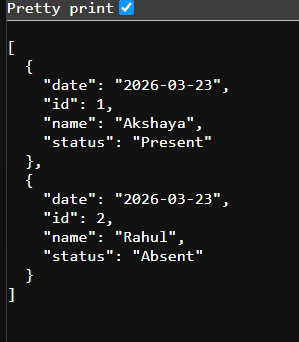 Pretty print
[
  {
    "date": "2026-03-23",
    "id": 1,
    "name": "Akshaya",
    "status": "Present"
  },
  {
    "date": "2026-03-23",
    "id": 2,
    "name": "Rahul",
    "status": "Absent"
  }
]